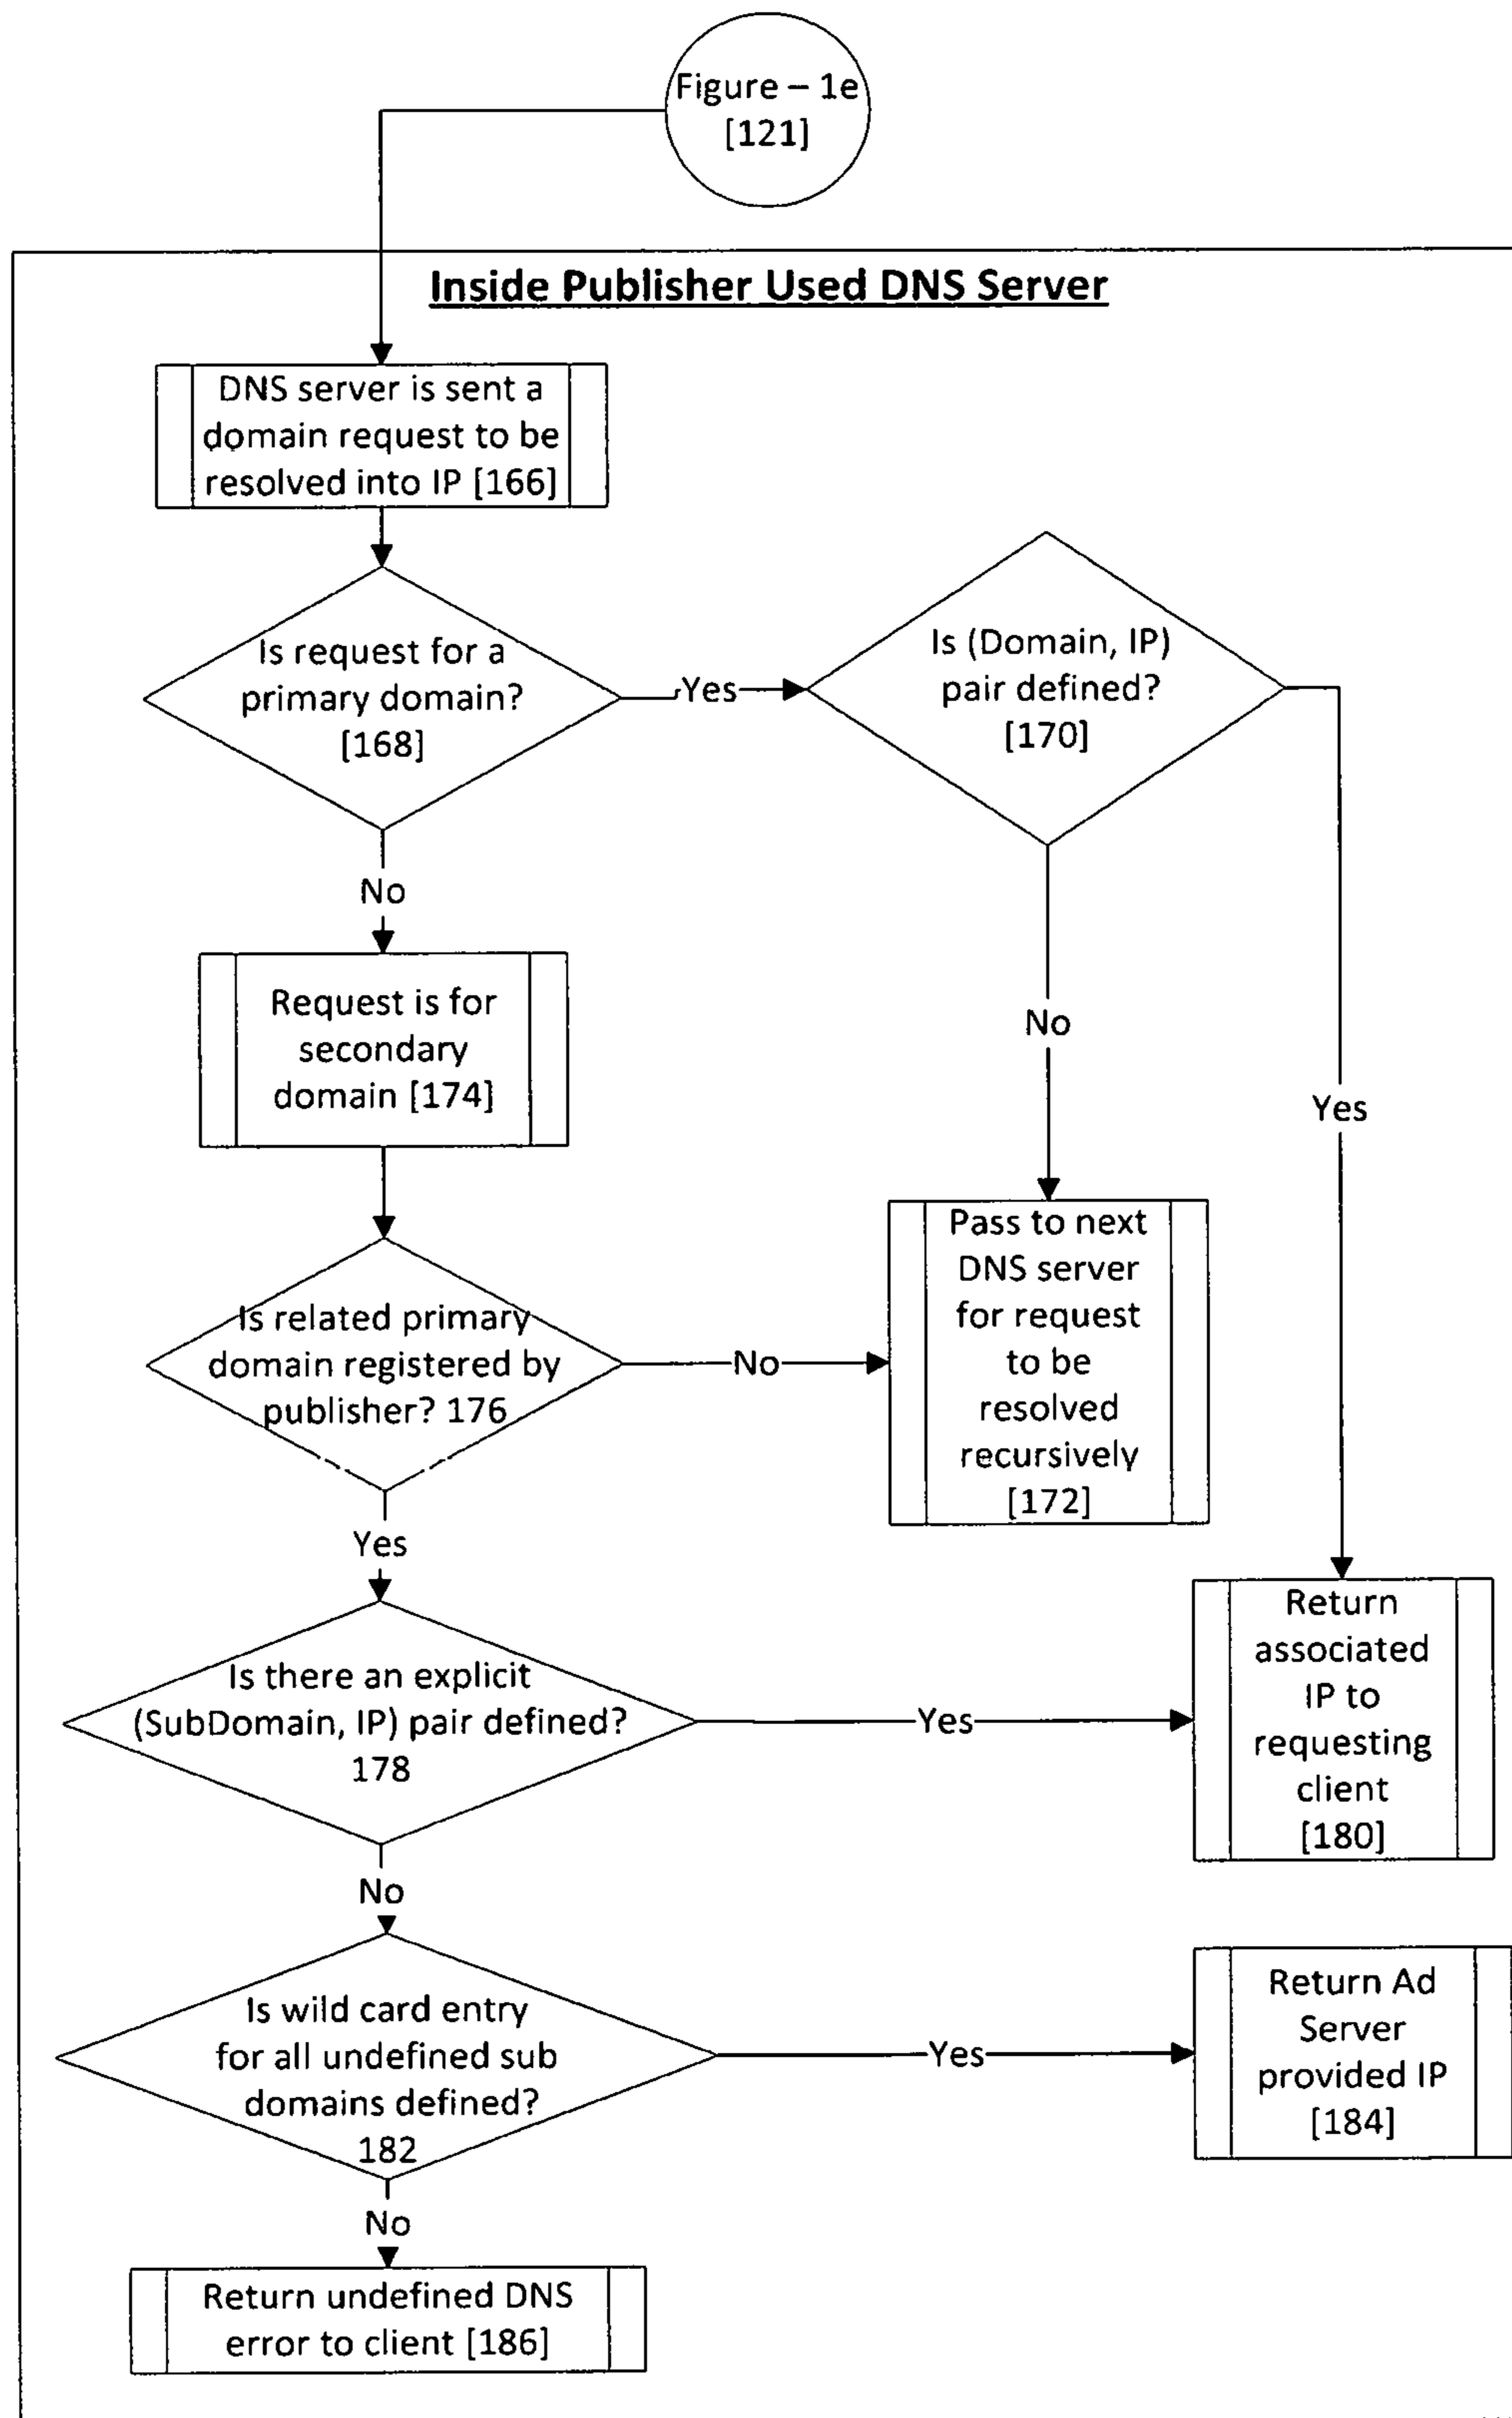 Figure – 1e
[121]
Inside Publisher Used DNS Server
DNS server is sent a
domain request to be
resolved into IP [166]
Is request for a
primary domain?
[168]
Yes
Is (Domain, IP)
pair defined?
[170]
No
No
Yes
Request is for
secondary
domain [174]
Pass to next
DNS server
for request
to be
resolved
recursively
[172]
Is related primary
domain registered by
publisher? 176
No
Yes
Return
associated
IP to
requesting
client
[180]
Is there an explicit
(SubDomain, IP) pair defined?
178
Yes
No
Is wild card entry
for all undefined sub
domains defined?
182
Yes
Return Ad
Server
provided IP
[184]
No
Return undefined DNS
error to client [186]